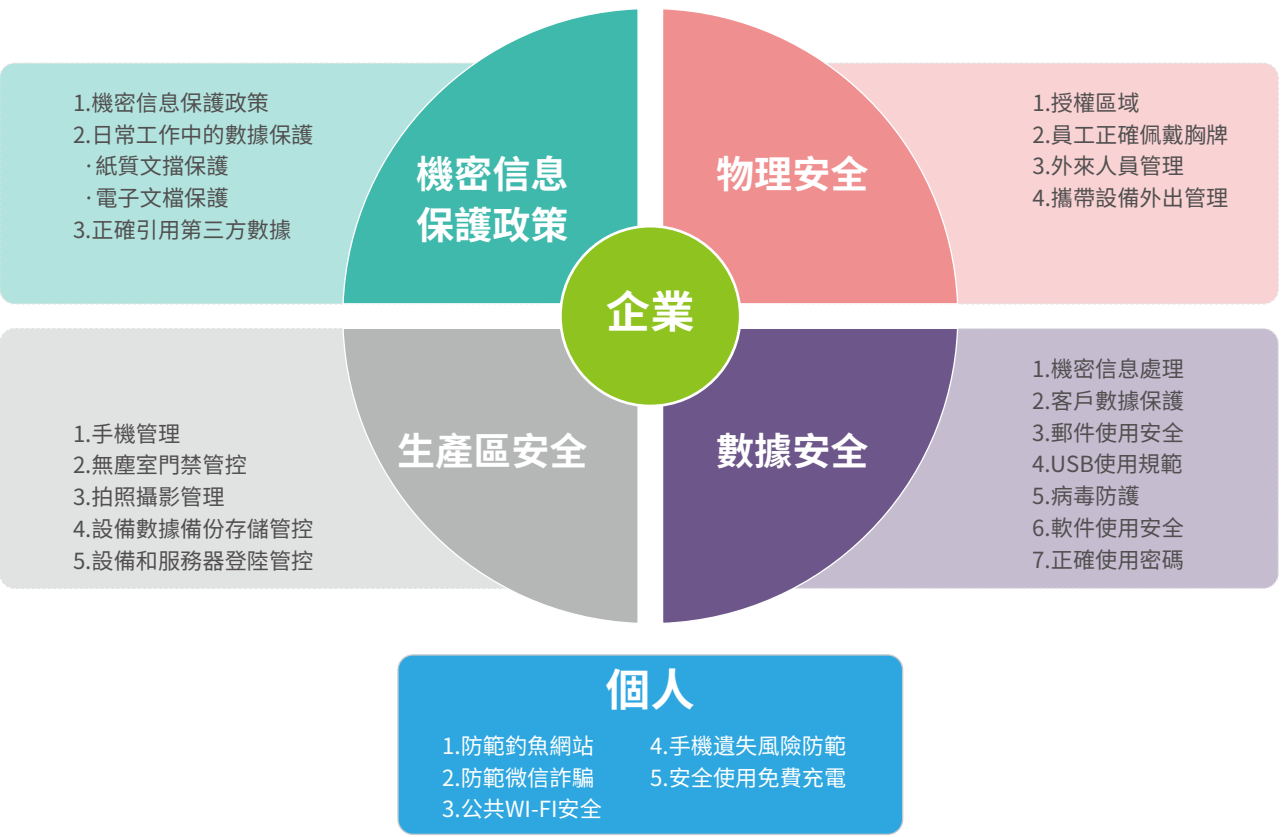 1.機密信息保護政策
2.日常工作中的數據保護
·紙質文擋保護
·電子文檔保護
3.正確引用第三方數據
機密信息
保護政策
物理安全
1.授權區域
2.員工正確佩戴胸牌
3.外來人員管理
4.攜帶設備外出管理
企業
1.手機管理
2.無塵室門禁管控
3.拍照攝影管理
4.設備數據備份存儲管控
5.設備和服務器登陸管控
生產區安全
數據安全
1.機密信息處理
2.客戶數據保護
3.郵件使用安全
4.USB使用規範
5.病毒防護
6.軟件使用安全
7.正確使用密碼
個人
1.防範釣魚網站
2.防範微信詐騙
3.公共WI-FI安全
4.手機遺失風險防範
5.安全使用免費充電